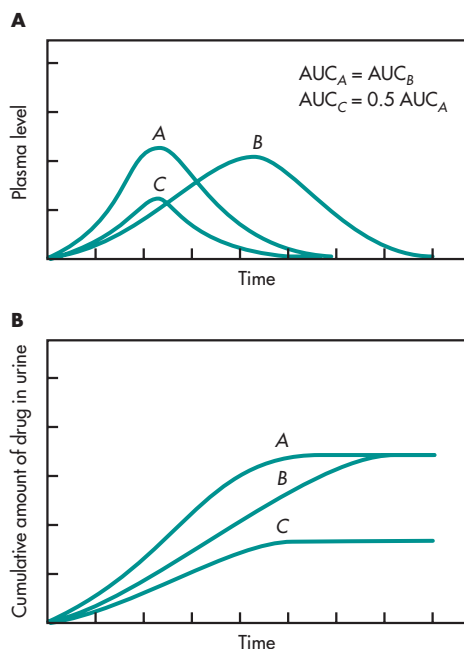 A
AUC_A = AUC_B
AUC_C = 0.5 AUC_A
A
B
C
Plasma level
Time
B
A
B
C
Cumulative amount of drug in urine
Time